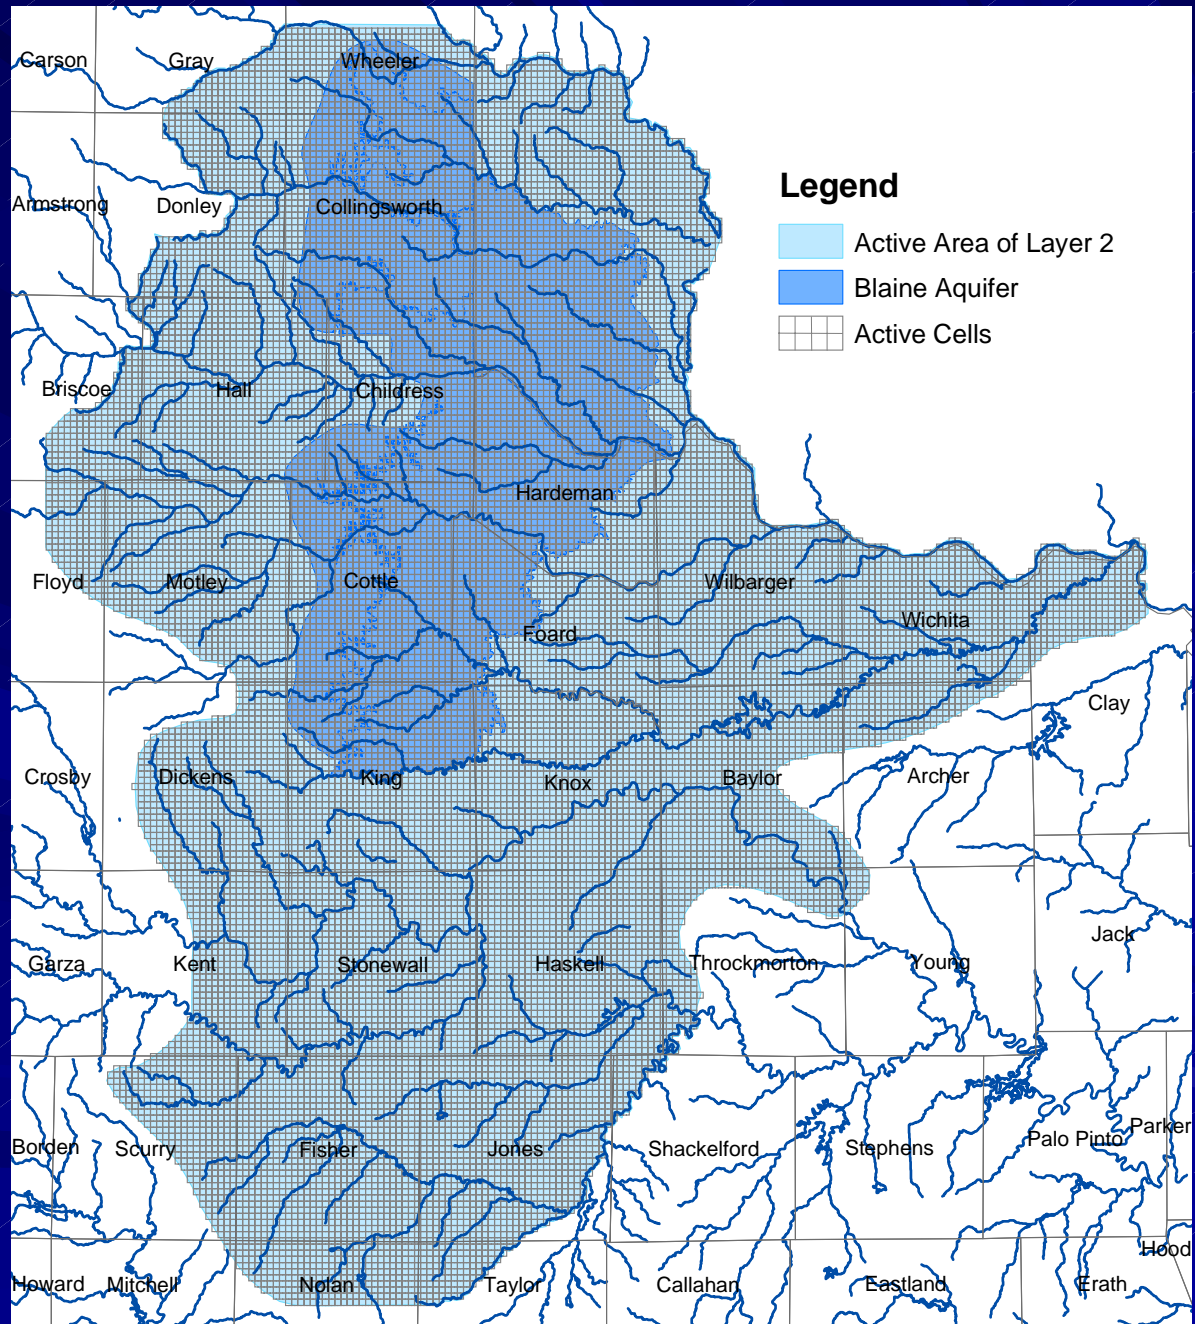 Carson
Gray
Wheeler
Legend
Armstrong
Donley
Collingsworth
Active Area of Layer 2
Blaine Aquifer
Active Cells
Briscoe
Hall
Childress
Hardeman
Floyd
Motley
Cottle
Wilbarger
Foard
Wichita
Clay
Crosby
Dickens
King
Knox
Baylor
Archer
Garza
Kent
Stonewall
Haskell
Throckmorton
Young
Jack
Borden
Scurry
Fisher
Jones
Shackelford
Stephens
Palo Pinto
Parker
Hood
Howard
Mitchell
Nolan
Taylor
Callahan
Eastland
Erath